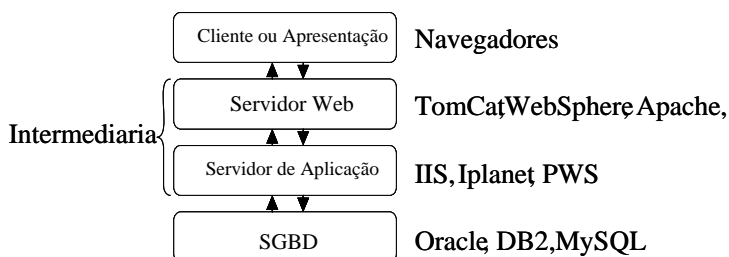 Cliente ou Apresentação Navegadores
Servidor Web TomCat, WebSphere, Apache,
Intermediaria
Servidor de Aplicação IIS, Iplanet, PWS
SGBD Oracle, DB2, MySQL